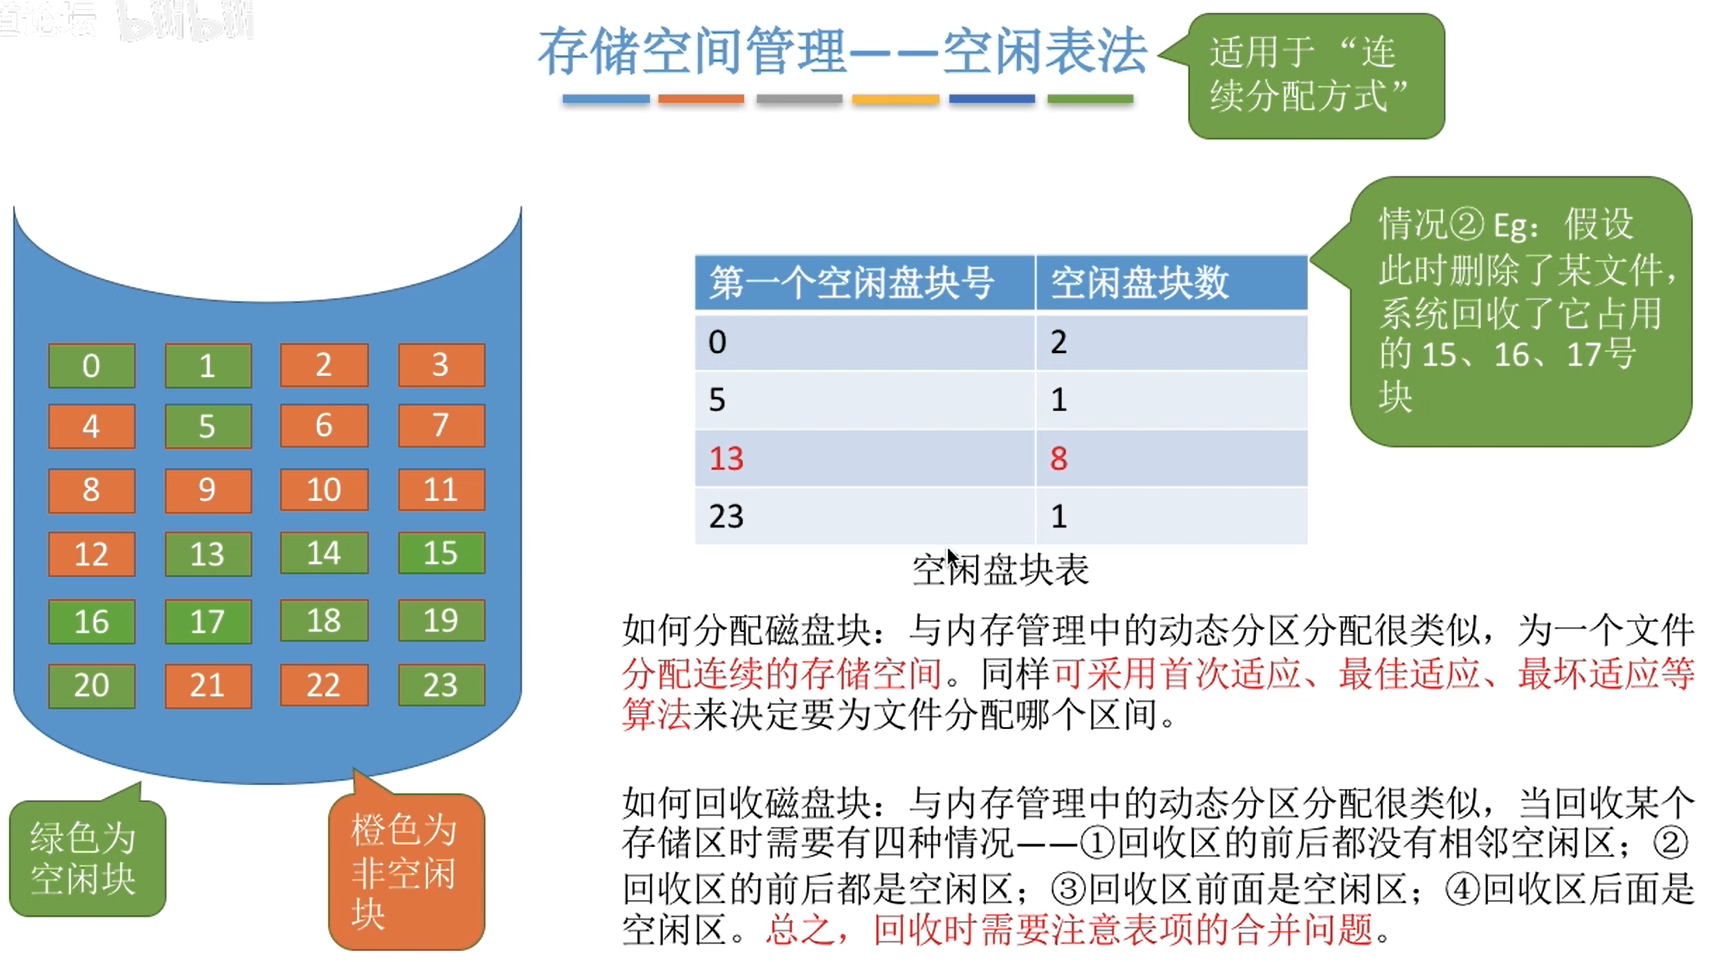 道论坛 bilibili
存储空间管理——空闲表法
适用于 “连
续分配方式”
情况② Eg：假设
此时删除了某文件，
系统回收了它占用
的 15、16、17号
块
第一个空闲盘块号 空闲盘块数
0 2
5 1
13 8
23 1
空闲盘块表
0 1 2 3
4 5 6 7
8 9 10 11
12 13 14 15
16 17 18 19
20 21 22 23
绿色为
空闲块
橙色为
非空闲
块
如何分配磁盘块：与内存管理中的动态分区分配很类似，为一个文件
分配连续的存储空间。同样可采用首次适应、最佳适应、最坏适应等
算法来决定要为文件分配哪个区间。
如何回收磁盘块：与内存管理中的动态分区分配很类似，当回收某个
存储区时需要有四种情况——①回收区的前后都没有相邻空闲区；②
回收区的前后都是空闲区；③回收区前面是空闲区；④回收区后面是
空闲区。总之，回收时需要注意表项的合并问题。